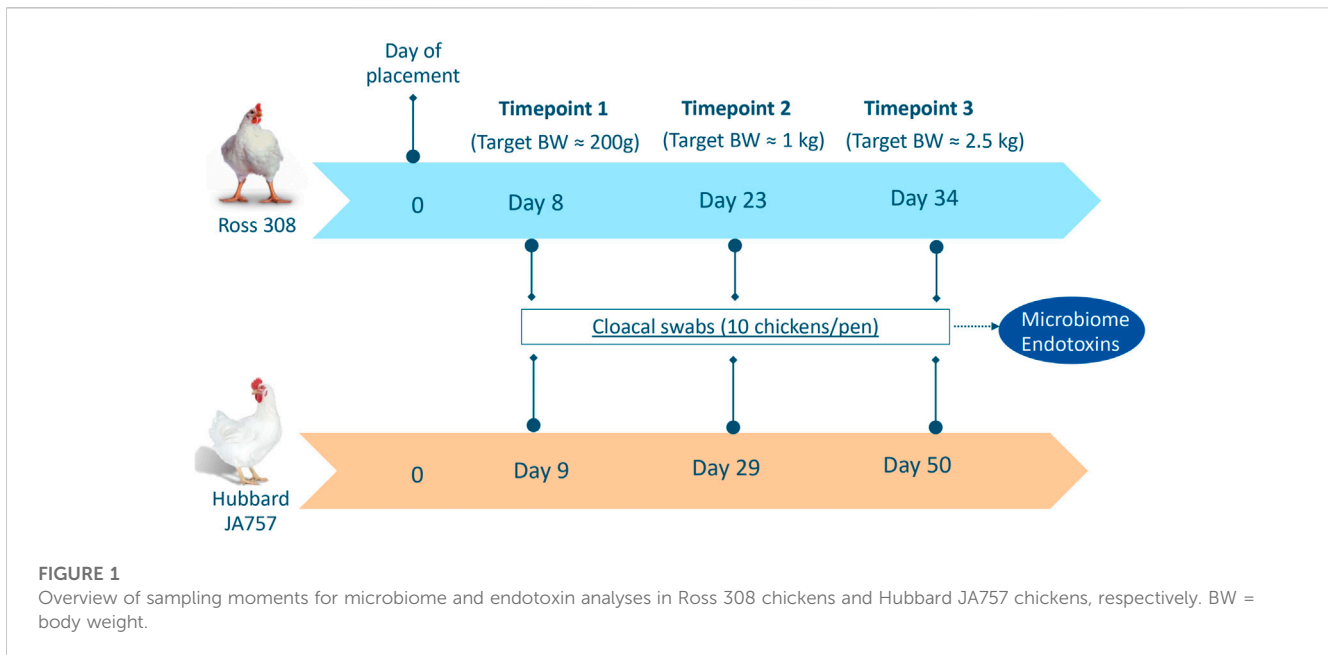 Day of
placement
Timepoint 1
Timepoint 2
Timepoint 3
(Target BW ≈ 200g)
(Target BW ≈ 1 kg)
(Target BW ≈ 2.5 kg)
Ross 308
0
Day 8
Day 23
Day 34
Cloacal swabs (10 chickens/pen)
Microbiome
Endotoxins
Hubbard
JA757
0
Day 9
Day 29
Day 50
FIGURE 1
Overview of sampling moments for microbiome and endotoxin analyses in Ross 308 chickens and Hubbard JA757 chickens, respectively. BW =
body weight.